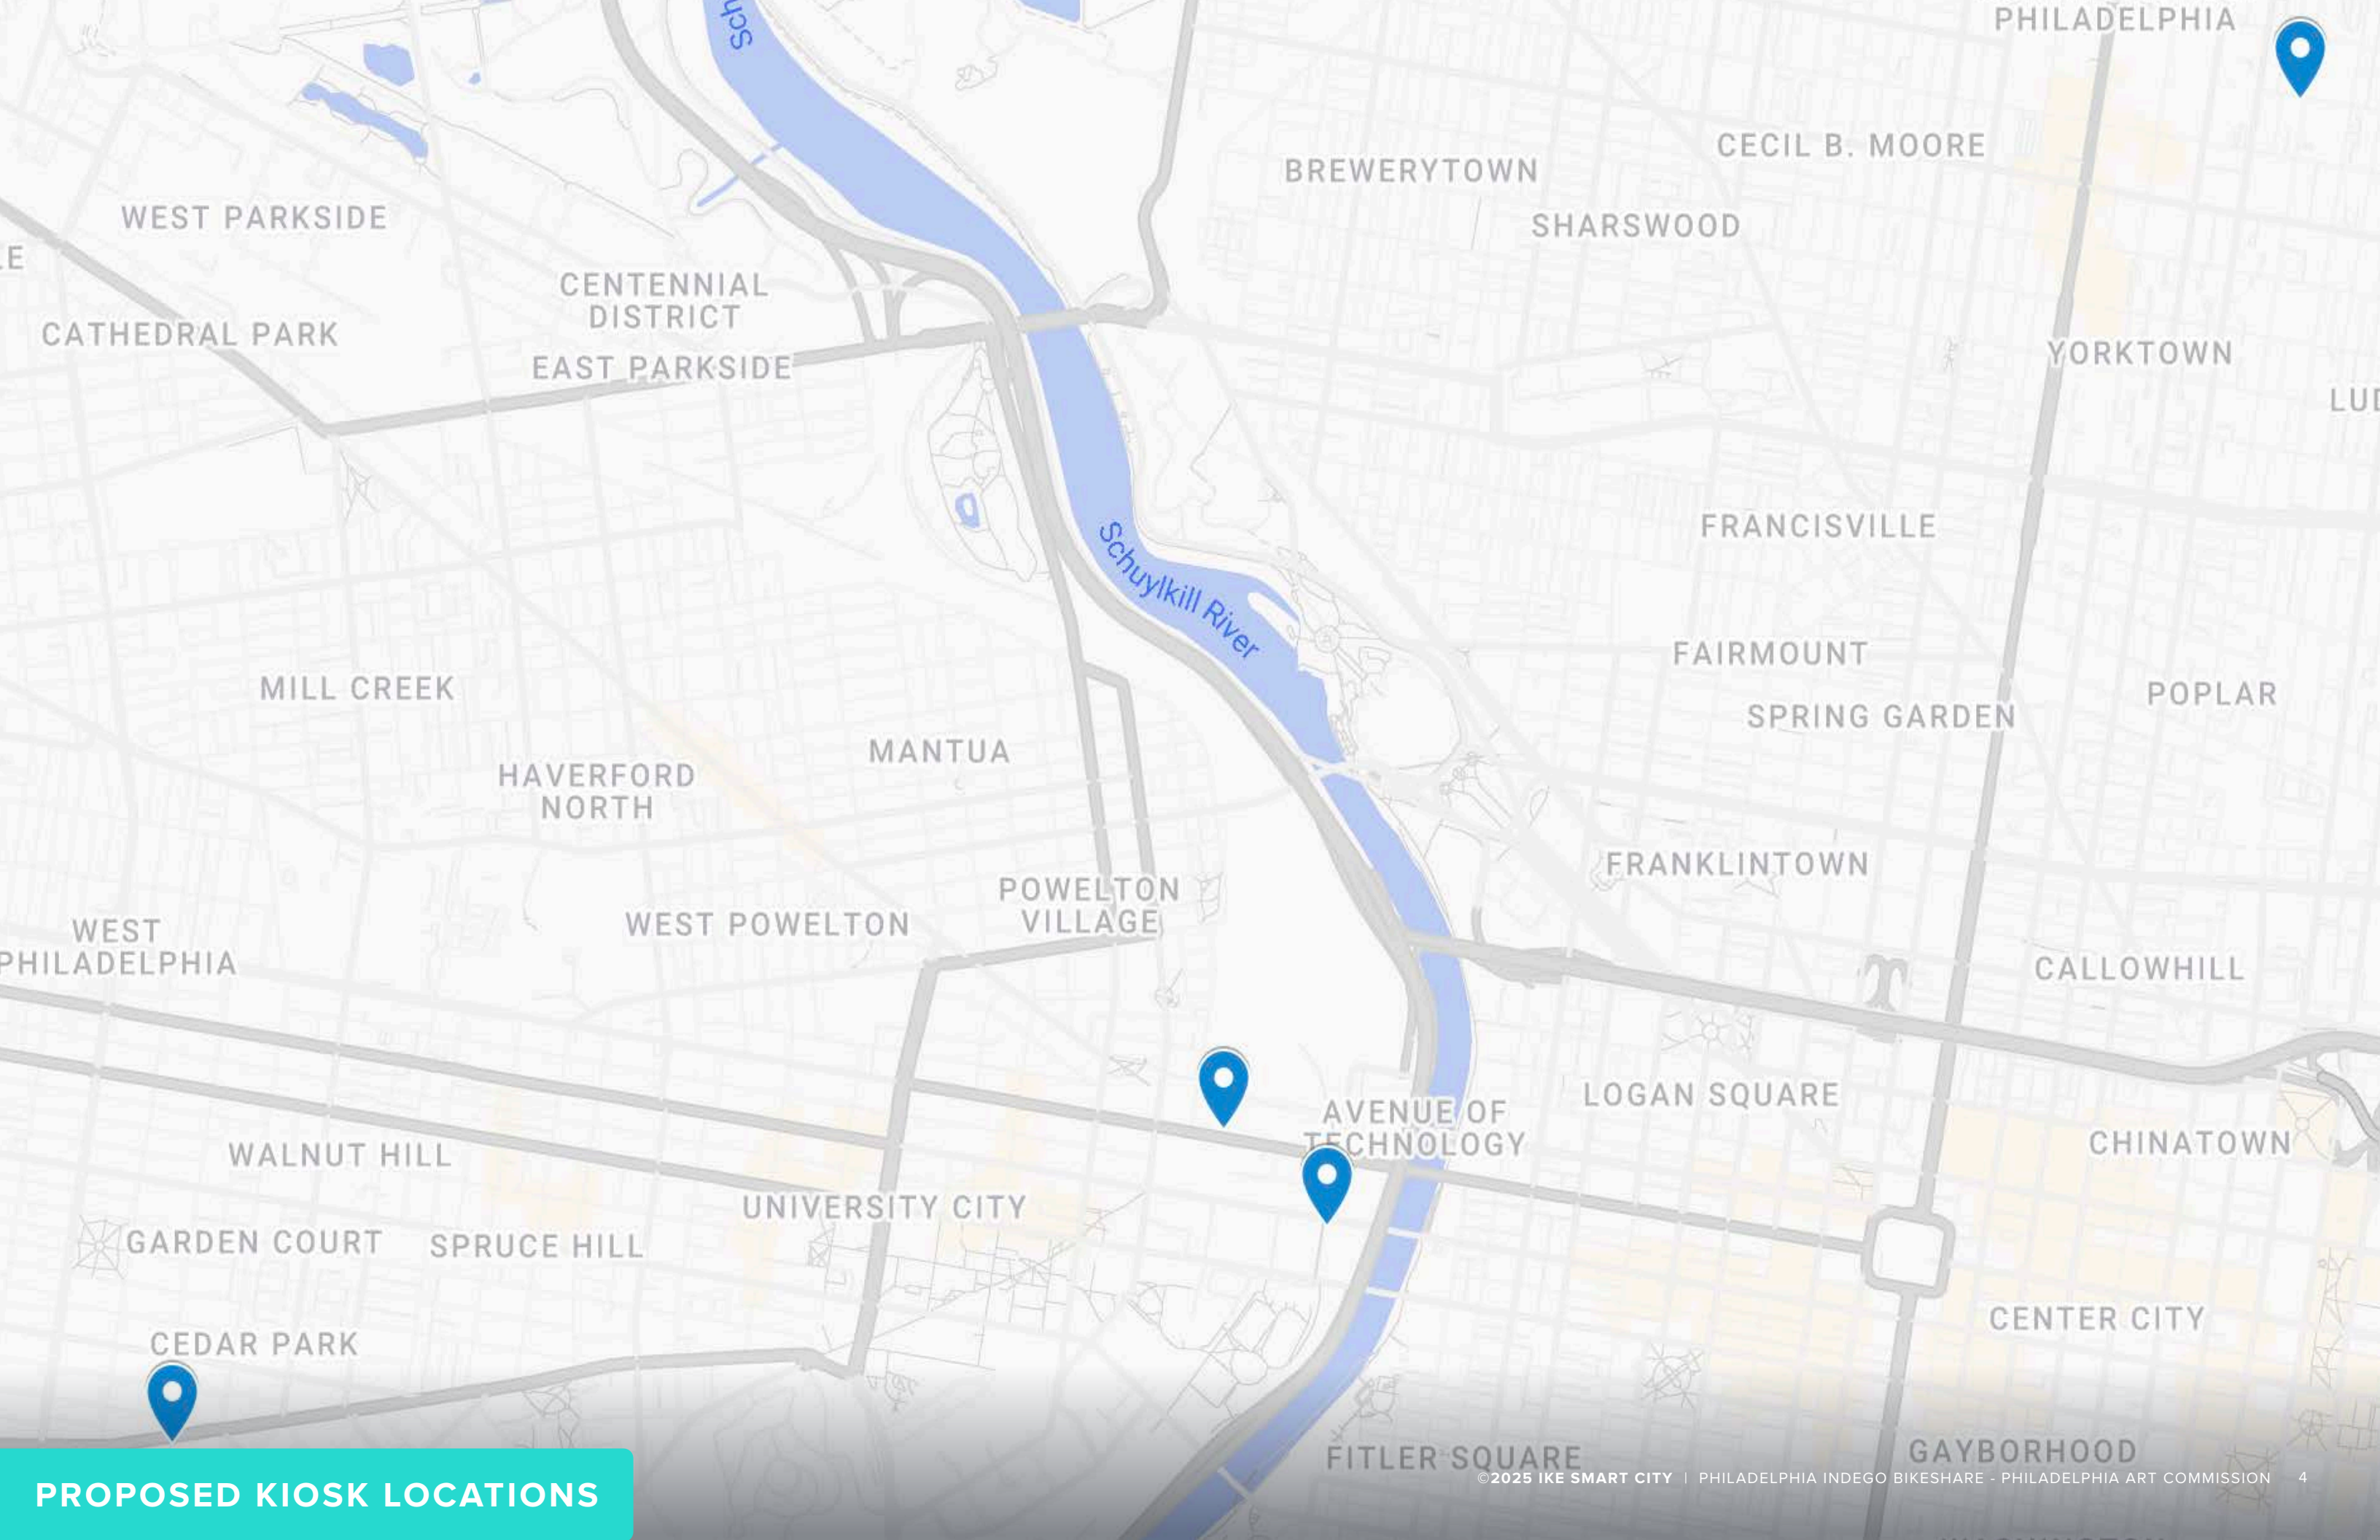 PHILADELPHIA
Sch
CECIL B. MOORE
BREWERYTOWN
WEST PARKSIDE
SHARSWOOD
LE
CENTENNIAL
DISTRICT
CATHEDRAL PARK
EAST PARKSIDE
YORKTOWN
LUD
Schuylkill River
FRANCISVILLE
FAIRMOUNT
MILL CREEK
POPLAR
SPRING GARDEN
MANTUA
HAVERFORD
NORTH
FRANKLINTOWN
POWELTON
VILLAGE
WEST POWELTON
WEST
PHILADELPHIA
CALLOWHILL
LOGAN SQUARE
AVENUE OF
TECHNOLOGY
CHINATOWN
WALNUT HILL
UNIVERSITY CITY
GARDEN COURT
SPRUCE HILL
CENTER CITY
CEDAR PARK
FITLER SQUARE
GAYBORHOOD
PROPOSED KIOSK LOCATIONS
©2025 IKE SMART CITY | PHILADELPHIA INDEGO BIKESHARE - PHILADELPHIA ART COMMISSION 4